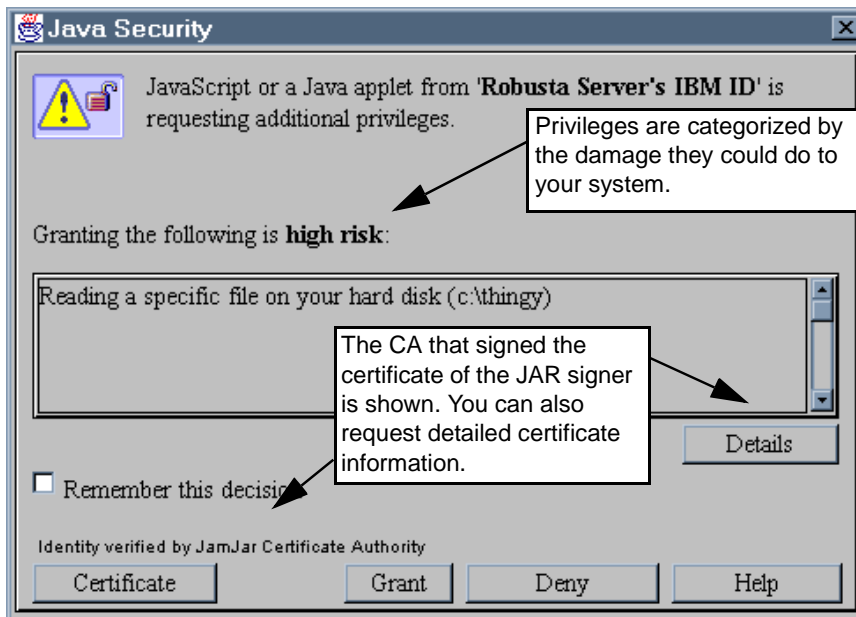 Java Security
JavaScript or a Java applet from 'Robusta Server's IBM ID' is
requesting additional privileges.
Privileges are categorized by
the damage they could do to
your system.
Granting the following is high risk:
Reading a specific file on your hard disk (c:\thingy)
The CA that signed the
certificate of the JAR signer
is shown. You can also
request detailed certificate
information.
Details
Remember this decision
Identity verified by JamJar Certificate Authority
Certificate
Grant
Deny
Help